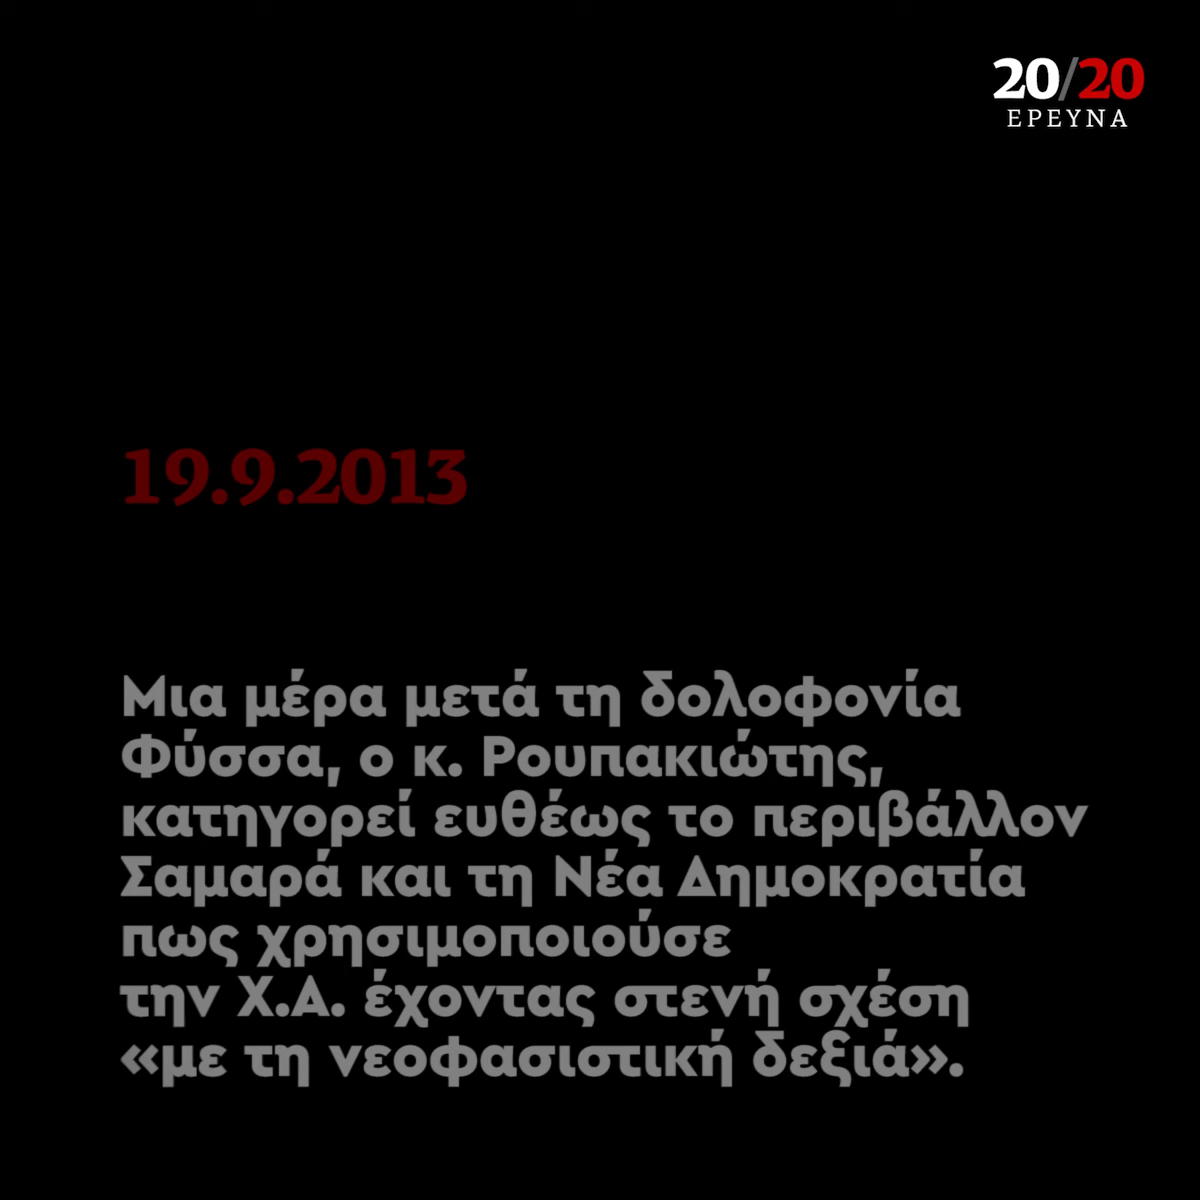 20/20
ΕΡΕΥΝΑ
19.9.2013
Μια μέρα μετά τη δολοφονία
Φύσσα, ο κ. Ρουπακιώτης,
κατηγορεί ευθέως το περιβάλλον
Σαμαρά και τη Νέα Δημοκρατία
πως χρησιμοποιούσε
την Χ.Α. έχοντας στενή σχέση
«με τη νεοφασιστική δεξιά».